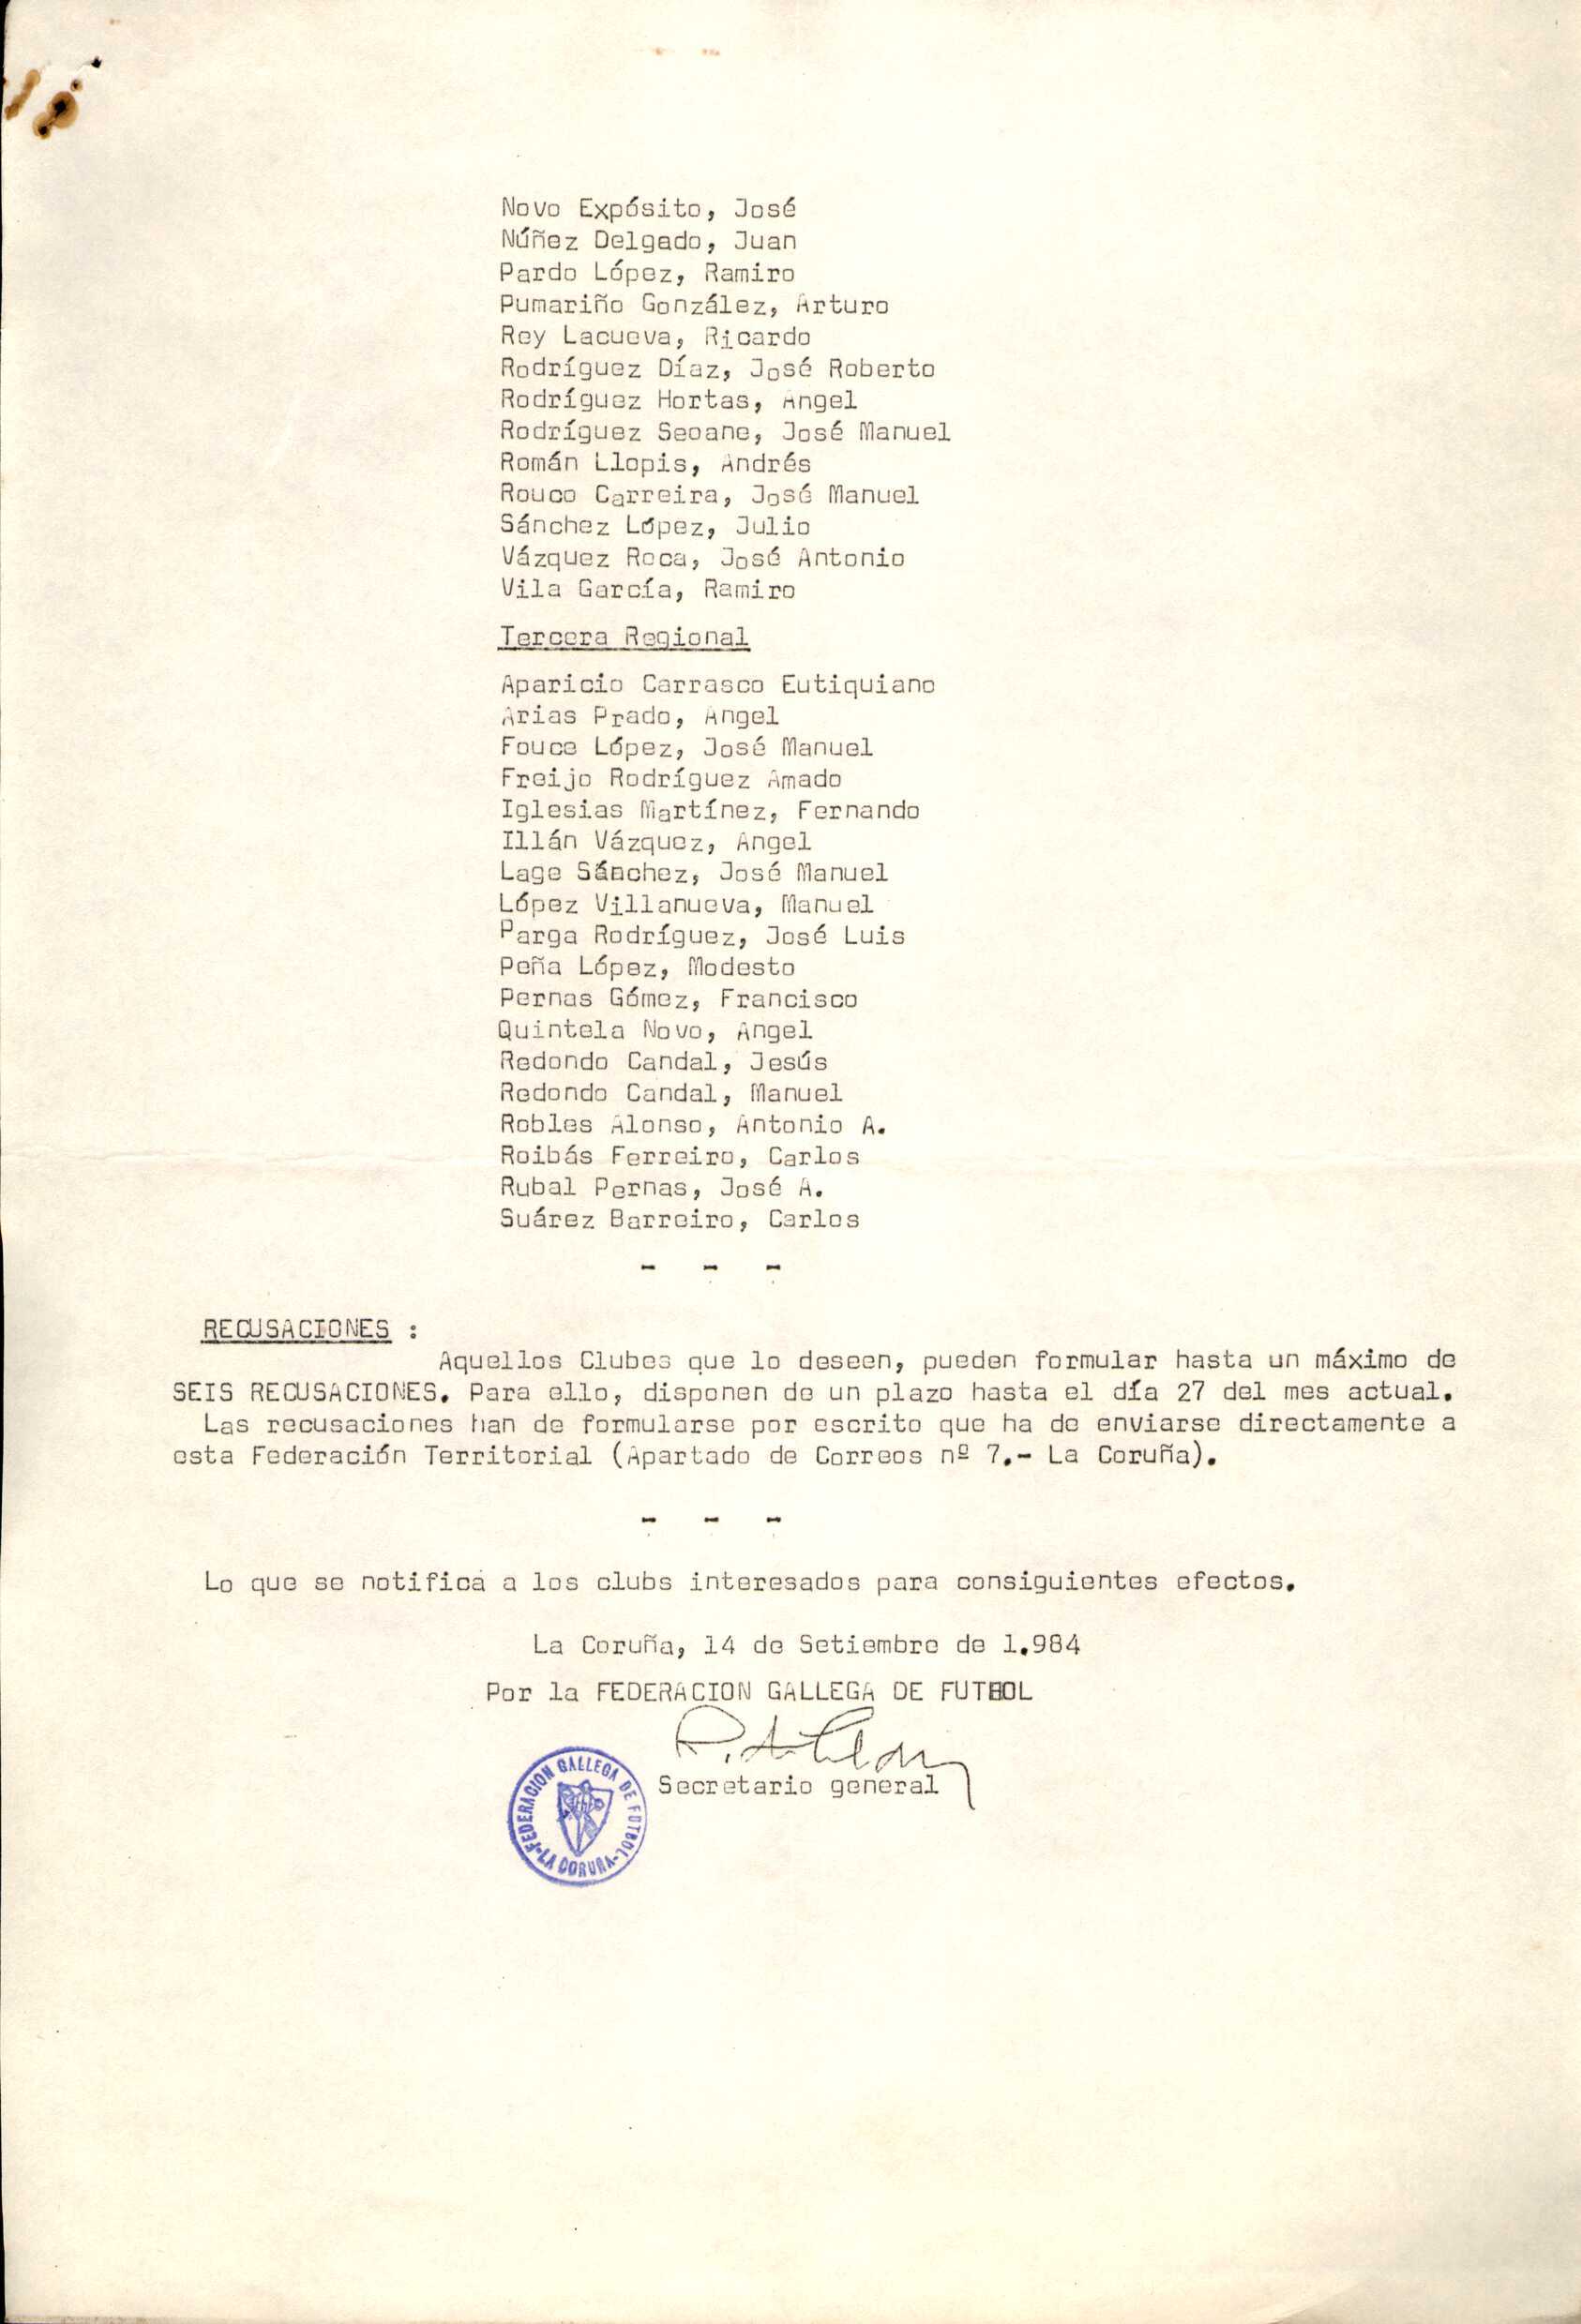 Novo Expósito, José
Núñez Delgado, Juan
Pardo López, Ramiro
Pumariño González, Arturo
Rey Lacueva, Ricardo
Rodríguez Díaz, José Roberto
Rodríguez Hortas, Angel
Rodríguez Seoane, José Manuel
Román Llopis, Andrés
Rouco Carreira, José Manuel
Sánchez López, Julio
Vázquez Roca, José Antonio
Vila García, Ramiro
Tercera Regional
Aparicio Carrasco Eutiquiano
Arias Prado, Angel
Fouce López, José Manuel
Freijo Rodríguez Amado
Iglesias Martínez, Fernando
Illán Vázquez, Angel
Lage Sánchez, José Manuel
López Villanueva, Manuel
Parga Rodríguez, José Luis
Peña López, Modesto
Pernas Gómez, Francisco
Quintela Novo, Angel
Redondo Candal, Jesús
Redondo Candal, Manuel
Robles Alonso, Antonio A.
Roibás Ferreiro, Carlos
Rubal Pernas, José A.
Suárez Barreiro, Carlos
- - -
RECUSACIONES :
Aquellos Clubes que lo deseen, pueden formular hasta un máximo de
SEIS RECUSACIONES. Para ello, disponen de un plazo hasta el día 27 del mes actual.
Las recusaciones han de formularse por escrito que ha de enviarse directamente a
esta Federación Territorial (Apartado de Correos nº 7.- La Coruña).
- - -
Lo que se notifica a los clubs interesados para consiguientes efectos.
La Coruña, 14 de Setiembre de 1.984
Por la FEDERACION GALLEGA DE FUTBOL
Secretario general
FEDERACION GALLEGA DE FUTBOL
-LA CORUÑA-